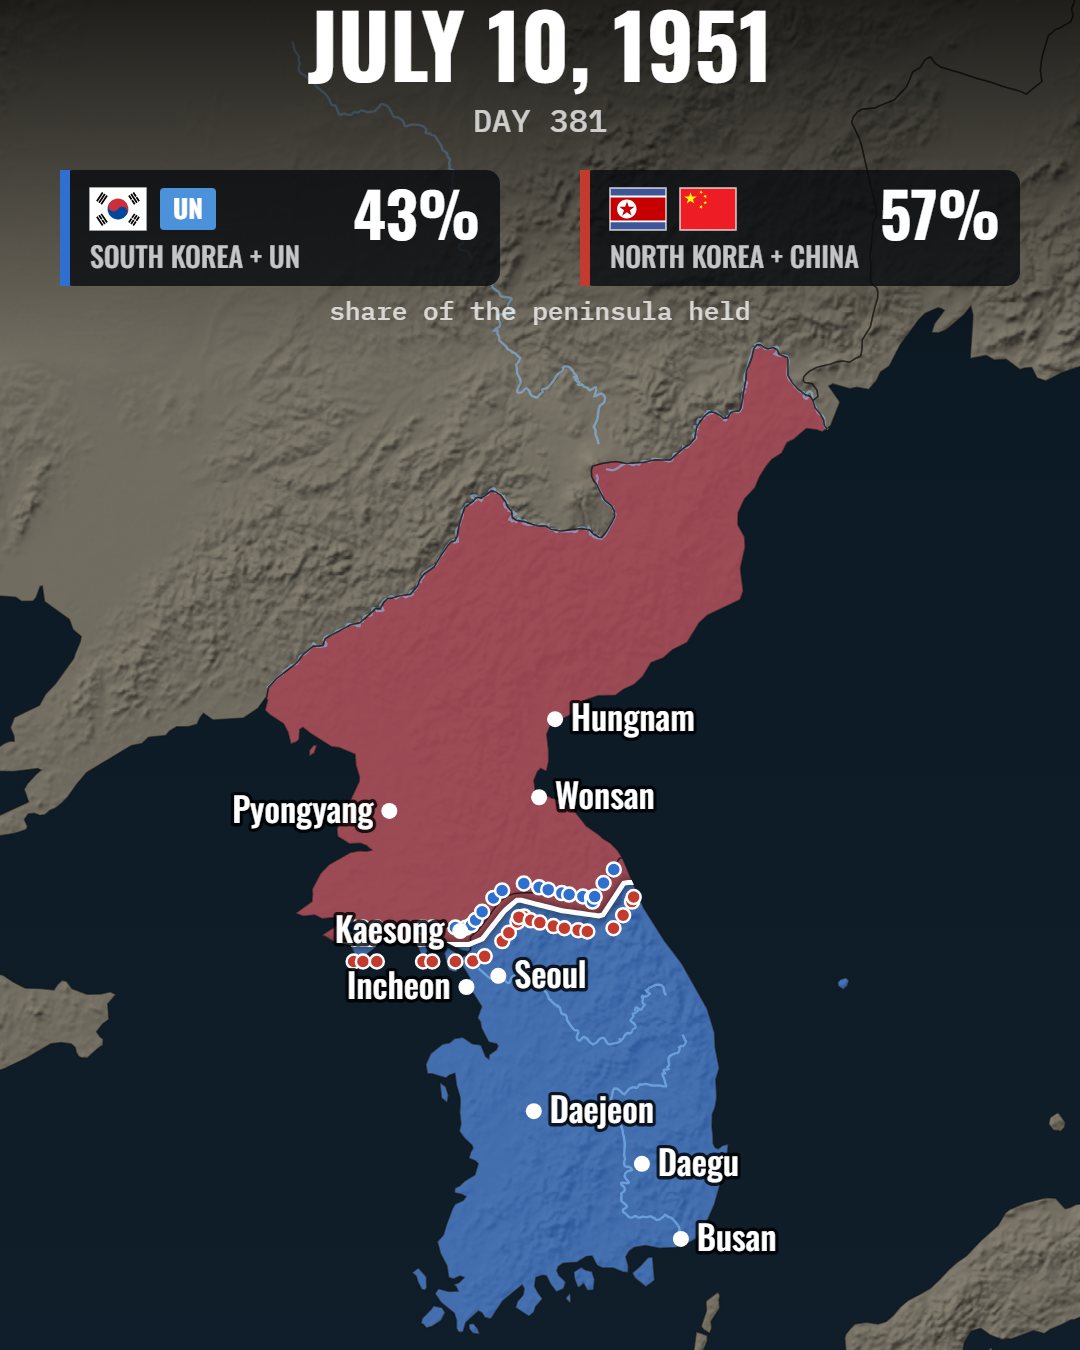 JULY 10, 1951
DAY 381
UN
43%
SOUTH KOREA + UN
57%
NORTH KOREA + CHINA
share of the peninsula held
Hungnam
Wonsan
Pyongyang
Kaesong
Seoul
Incheon
Daejeon
Daegu
Busan